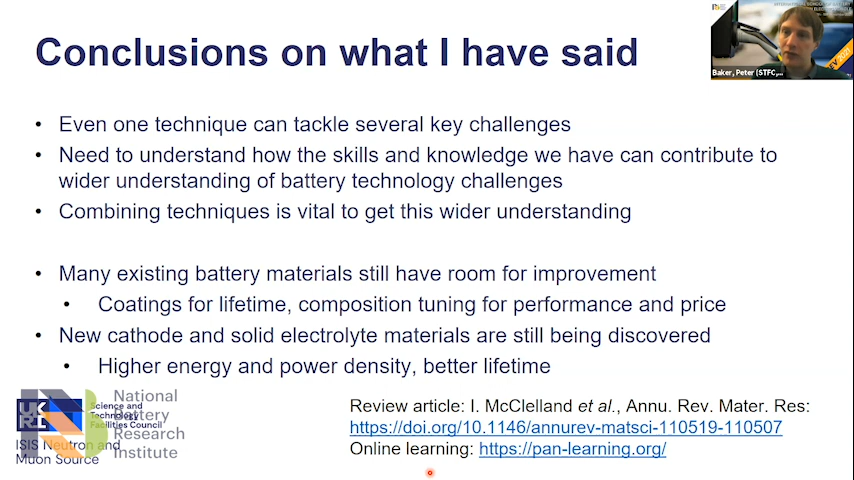 Conclusions on what I have said
Baker, Peter (STFC,
EV 2021
• Even one technique can tackle several key challenges
• Need to understand how the skills and knowledge we have can contribute to
wider understanding of battery technology challenges
• Combining techniques is vital to get this wider understanding
• Many existing battery materials still have room for improvement
• Coatings for lifetime, composition tuning for performance and price
• New cathode and solid electrolyte materials are still being discovered
• Higher energy and power density, better lifetime
UKRI
Science and
Technology
Facilities Council
ISIS Neutron and
Muon Source
National
Battery
Research
Institute
Review article: I. McClelland et al., Annu. Rev. Mater. Res:
https://doi.org/10.1146/annurev-matsci-110519-110507
Online learning: https://pan-learning.org/